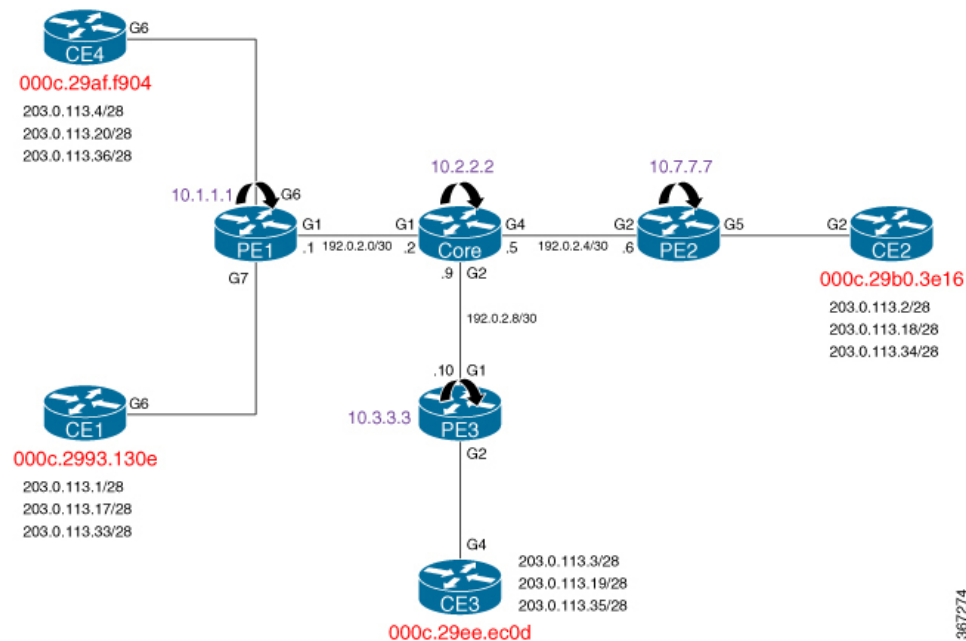 G6
CE4
000c.29af.f904
203.0.113.4/28
203.0.113.20/28
203.0.113.36/28
10.1.1.1
G6
PE1
G1
.1
192.0.2.0/30
G7
10.2.2.2
G1
.2
Core
G4
.5
.9
G2
192.0.2.4/30
10.7.7.7
G2
.6
PE2
G5
G2
CE2
000c.29b0.3e16
203.0.113.2/28
203.0.113.18/28
203.0.113.34/28
192.0.2.8/30
.10
G1
10.3.3.3
PE3
G2
G6
CE1
000c.2993.130e
203.0.113.1/28
203.0.113.17/28
203.0.113.33/28
G4
CE3
203.0.113.3/28
203.0.113.19/28
203.0.113.35/28
000c.29ee.ec0d
367274